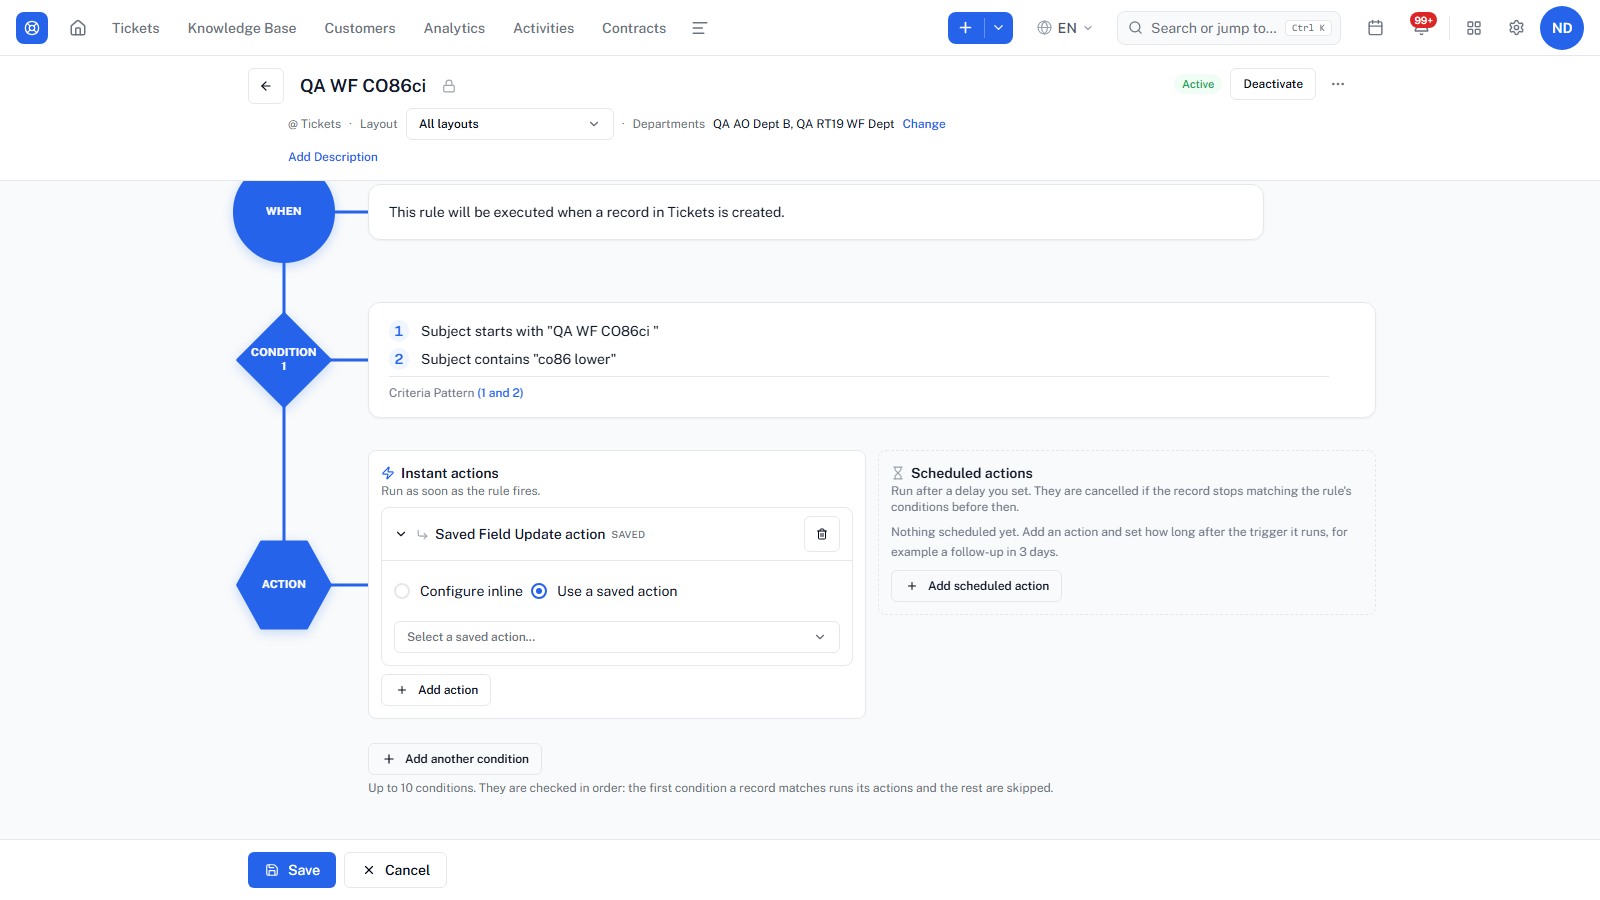 Tickets
Knowledge Base
Customers
Analytics
Activities
Contracts
EN
Search or jump to...
Ctrl K
99+
ND
QA WF CO86ci
Active
Deactivate
@ Tickets · Layout
All layouts
· Departments QA AO Dept B, QA RT19 WF Dept Change
Add Description
WHEN
This rule will be executed when a record in Tickets is created.
CONDITION
1
1 Subject starts with "QA WF CO86ci "
2 Subject contains "co86 lower"
Criteria Pattern (1 and 2)
ACTION
Instant actions
Run as soon as the rule fires.
Saved Field Update action SAVED
Configure inline
Use a saved action
Select a saved action...
Add action
Scheduled actions
Run after a delay you set. They are cancelled if the record stops matching the rule's
conditions before then.
Nothing scheduled yet. Add an action and set how long after the trigger it runs, for
example a follow-up in 3 days.
Add scheduled action
Add another condition
Up to 10 conditions. They are checked in order: the first condition a record matches runs its actions and the rest are skipped.
Save
Cancel